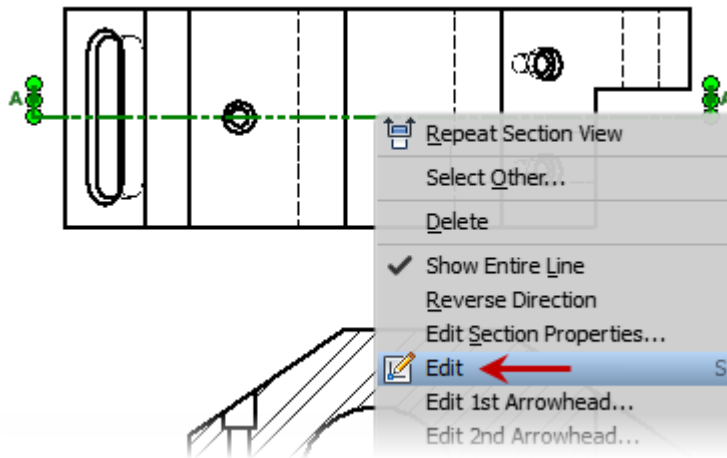 A A
Repeat Section View
Select Other...
Delete
Show Entire Line
Reverse Direction
Edit Section Properties...
Edit S
Edit 1st Arrowhead...
Edit 2nd Arrowhead...